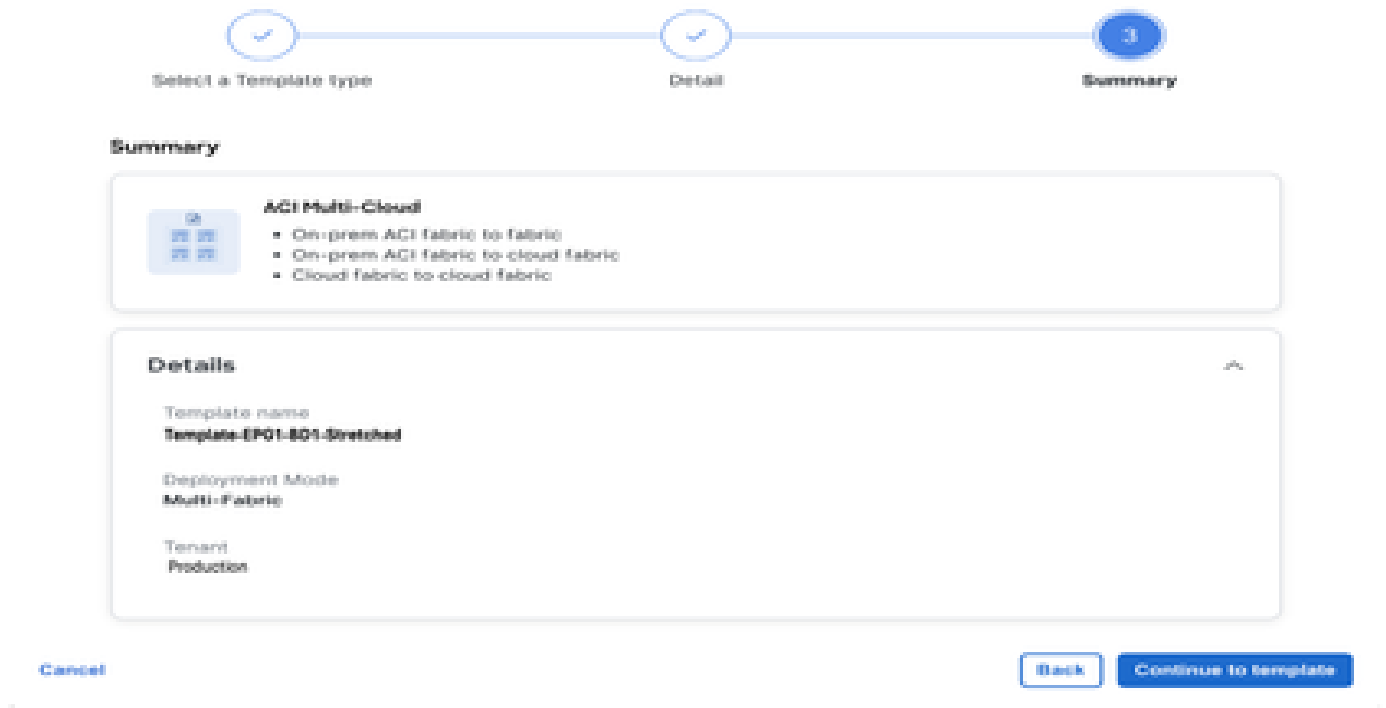 Select a Template type
Detail
3
Summary
Summary
ACI Multi-Cloud
• On-prem ACI fabric to fabric
• On-prem ACI fabric to cloud fabric
• Cloud fabric to cloud fabric
Details
Template name
Template-EPG1-BD1-Stretched
Deployment Mode
Multi-Fabric
Tenant
Production
Cancel
Back
Continue to template